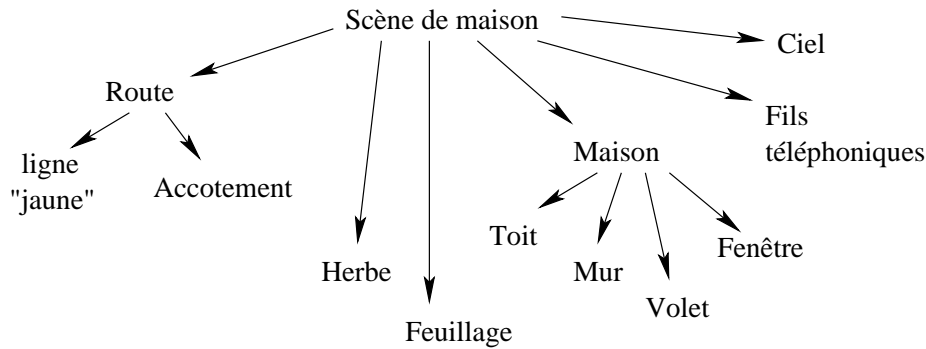 Scène de maison
Ciel
Route
Fils
téléphoniques
Maison
ligne
"jaune"
Accotement
Toit
Fenêtre
Herbe
Mur
Volet
Feuillage